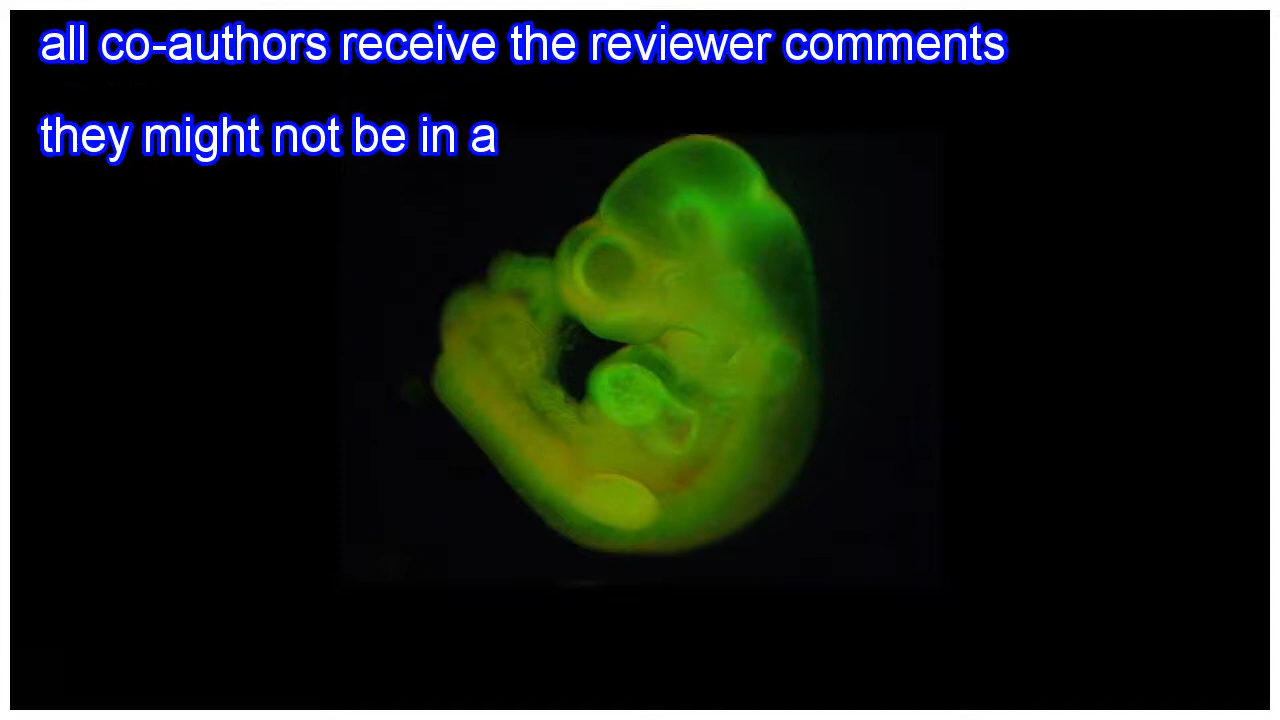 all co-authors receive the reviewer comments
they might not be in a